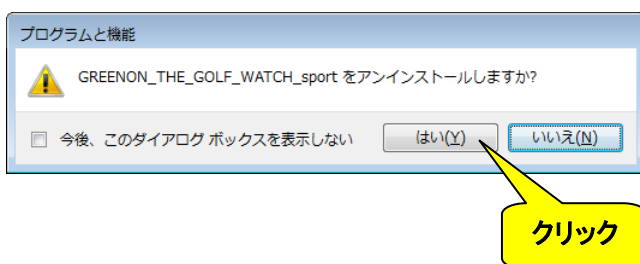 プログラムと機能
GREENON_THE_GOLF_WATCH_sport をアンインストールしますか?
今後、このダイアログ ボックスを表示しない
はい(Y)
いいえ(N)
クリック